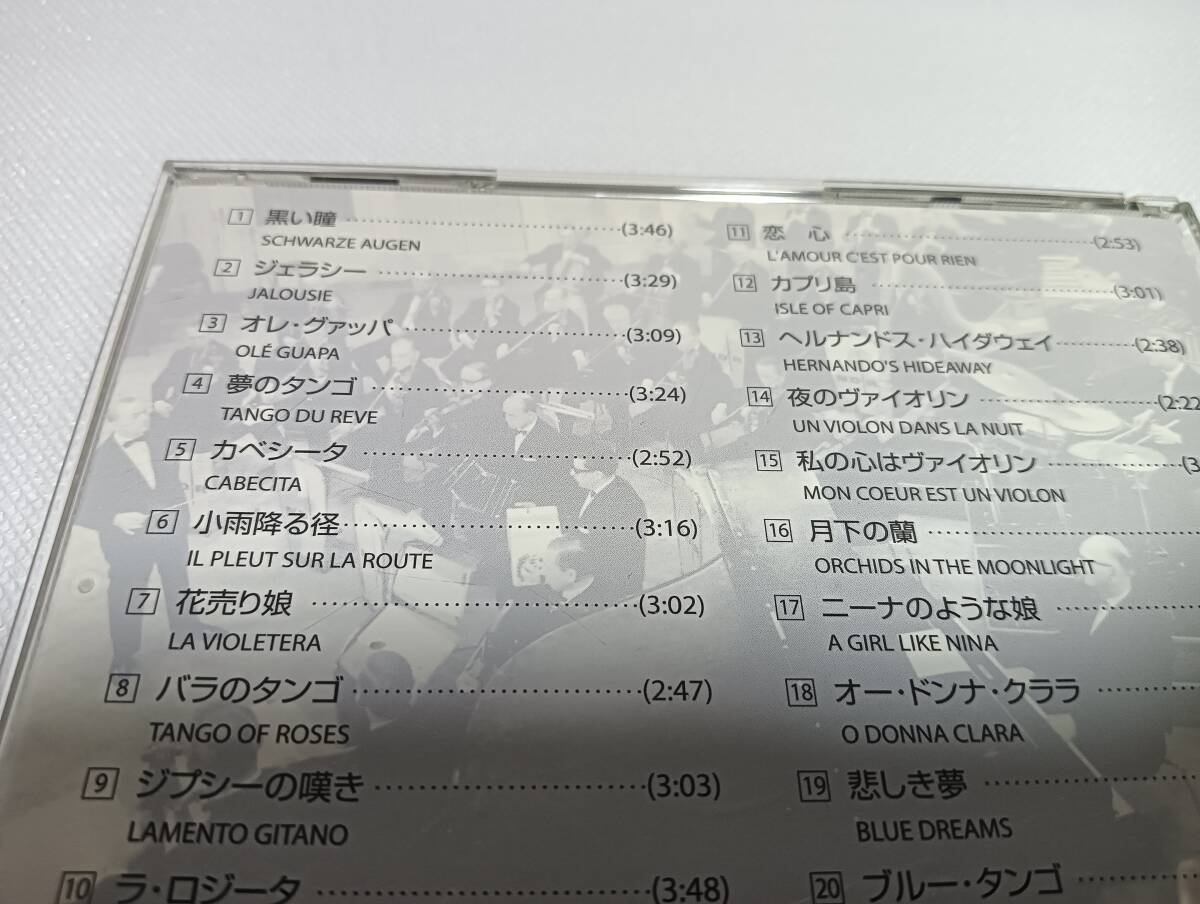 1 黒い瞳 (3:46)
SCHWARZE AUGEN
2 ジェラシー (3:29)
JALOUSIE
3 オレ・グァッパ (3:09)
OLÉ GUAPA
4 夢のタンゴ (3:24)
TANGO DU REVE
5 カベシータ (2:52)
CABECITA
6 小雨降る径 (3:16)
IL PLEUT SUR LA ROUTE
7 花売り娘 (3:02)
LA VIOLETERA
8 バラのタンゴ (2:47)
TANGO OF ROSES
9 ジプシーの嘆き (3:03)
LAMENTO GITANO
10 ラ・ロジータ (3:48)
11 恋 心 (2:53)
L'AMOUR C'EST POUR RIEN
12 カプリ島 (3:01)
ISLE OF CAPRI
13 ヘルナンドス・ハイダウェイ (2:38)
HERNANDO'S HIDEAWAY
14 夜のヴァイオリン (2:22
UN VIOLON DANS LA NUIT
15 私の心はヴァイオリン (3
MON COEUR EST UN VIOLON
16 月下の蘭
ORCHIDS IN THE MOONLIGHT
17 ニーナのような娘
A GIRL LIKE NINA
18 オー・ドンナ・クララ
O DONNA CLARA
19 悲しき夢
BLUE DREAMS
20 ブルー・タンゴ